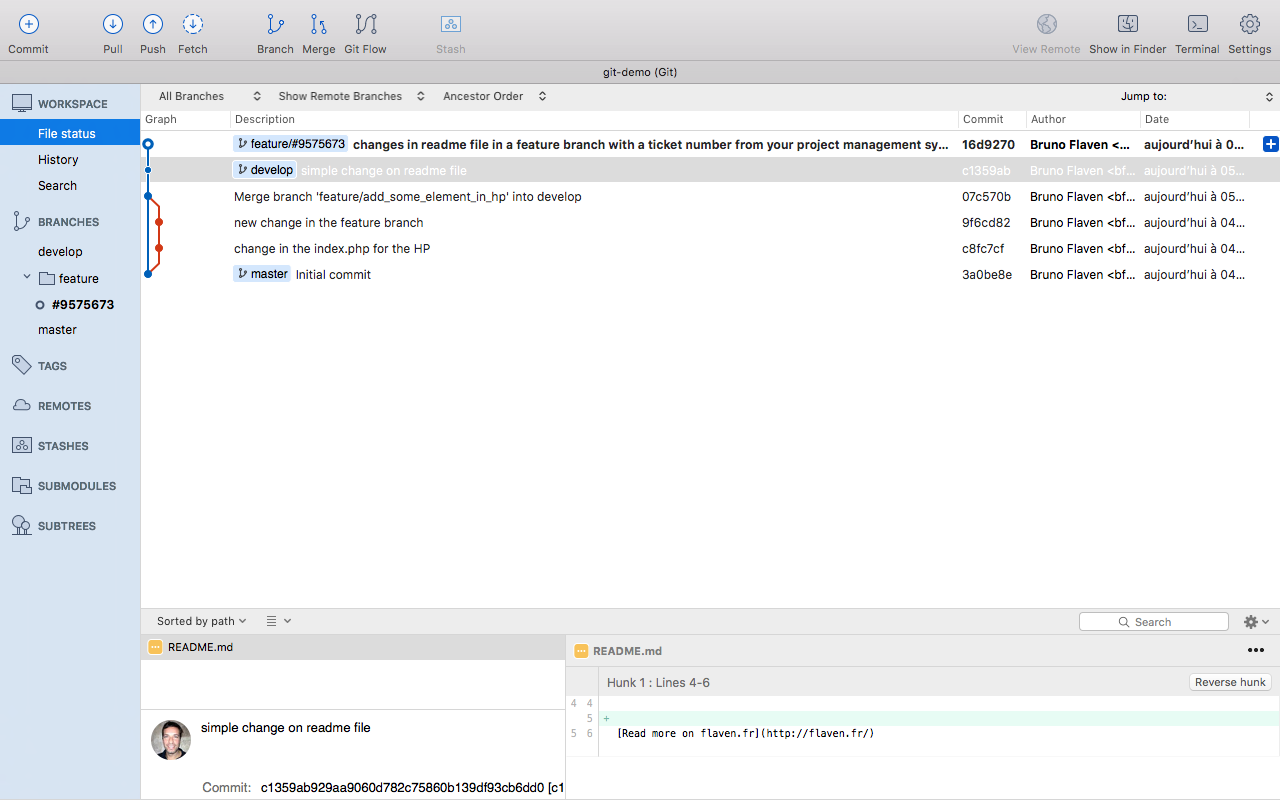 Commit Pull Push Fetch Branch Merge Git Flow Stash View Remote Show in Finder Terminal Settings
git-demo (Git)
WORKSPACE
File status
History
Search
BRANCHES
develop
feature
#9575673
master
TAGS
REMOTES
STASHES
SUBMODULES
SUBTREES
All Branches Show Remote Branches Ancestor Order Jump to:
Graph Description Commit Author Date
feature/#9575673 changes in readme file in a feature branch with a ticket number from your project management sy... 16d9270 Bruno Flaven <... aujourd'hui à 0...
develop simple change on readme file c1359ab Bruno Flaven <bf... aujourd'hui à 05...
Merge branch 'feature/add_some_element_in_hp' into develop 07c570b Bruno Flaven <bf... aujourd'hui à 05...
new change in the feature branch 9f6cd82 Bruno Flaven <bf... aujourd'hui à 04...
change in the index.php for the HP c8fc7cf Bruno Flaven <bf... aujourd'hui à 04...
master Initial commit 3a0be8e Bruno Flaven <bf... aujourd'hui à 04...
Sorted by path Search
README.md
simple change on readme file
Commit: c1359ab929aa9060d782c75860b139df93cb6dd0 [c1
README.md
Hunk 1 : Lines 4-6 Reverse hunk
4 4
5 +
5 6 [Read more on flaven.fr](http://flaven.fr/)